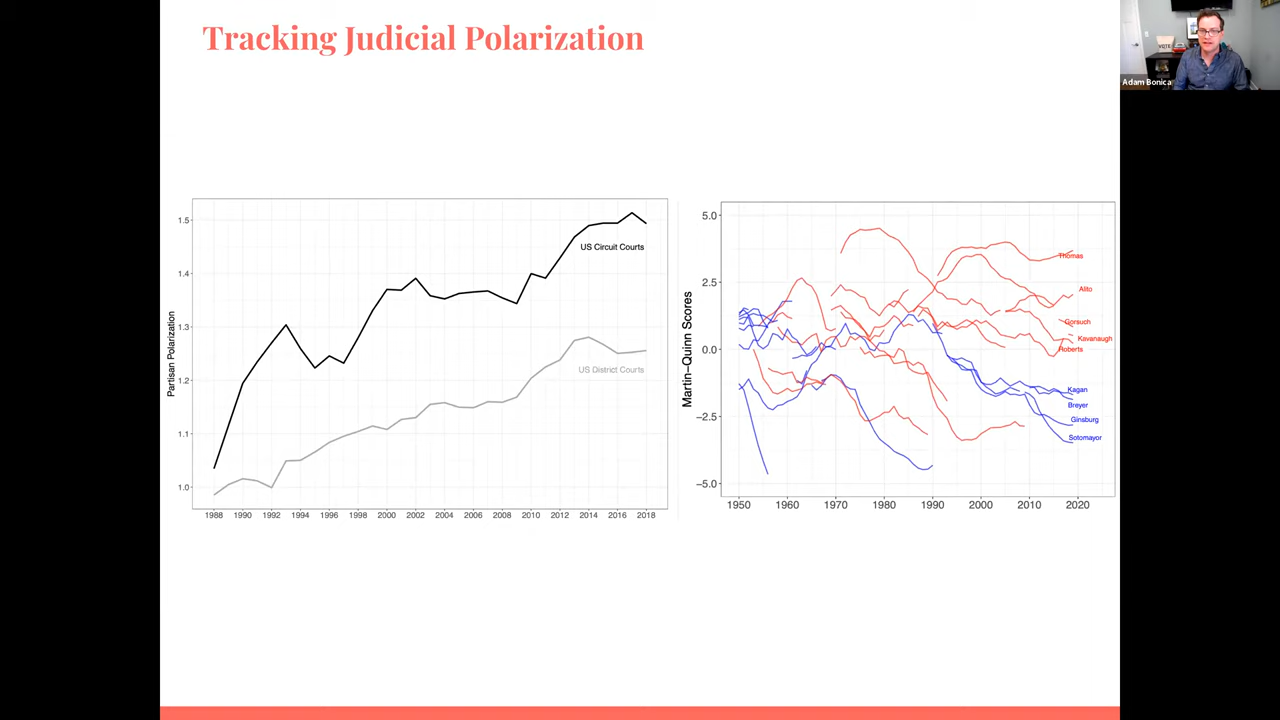 Tracking Judicial Polarization
Adam Bonica
VOTE
Partisan Polarization
1.5
1.4
1.3
1.2
1.1
1.0
US Circuit Courts
US District Courts
1988 1990 1992 1994 1996 1998 2000 2002 2004 2006 2008 2010 2012 2014 2016 2018
Martin−Quinn Scores
5.0
2.5
0.0
−2.5
−5.0
Thomas
Alito
Gorsuch
Kavanaugh
Roberts
Kagan
Breyer
Ginsburg
Sotomayor
1950 1960 1970 1980 1990 2000 2010 2020